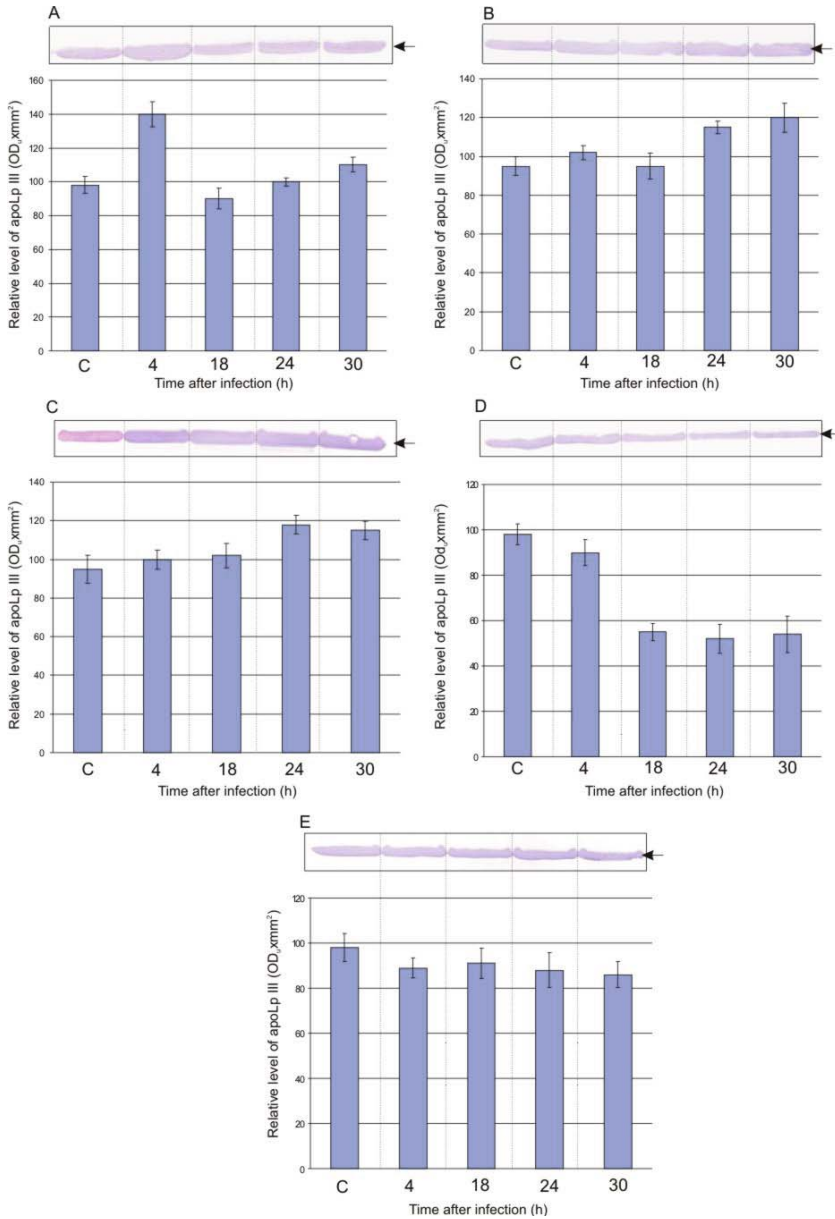 A
Relative level of apoLp III (ODuxmm²)
160
140
120
100
80
60
40
20
0
C 4 18 24 30
Time after infection (h)
B
Relative level of apoLp III (ODuxmm²)
140
120
100
80
60
40
20
0
C 4 18 24 30
Time after infection (h)
C
Relative level of apoLp III (ODuxmm²)
140
120
100
80
60
40
20
0
C 4 18 24 30
Time after infection (h)
D
Relative level of apoLp III (Oduxmm²)
120
100
80
60
40
20
0
C 4 18 24 30
Time after infection (h)
E
Relative level of apoLp III (ODuxmm²)
120
100
80
60
40
20
0
C 4 18 24 30
Time after infection (h)